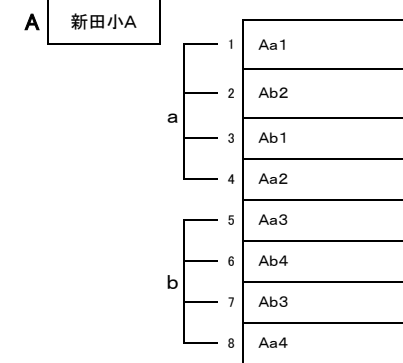 A 新田小A
a
1 Aa1
2 Ab2
3 Ab1
4 Aa2
b
5 Aa3
6 Ab4
7 Ab3
8 Aa4